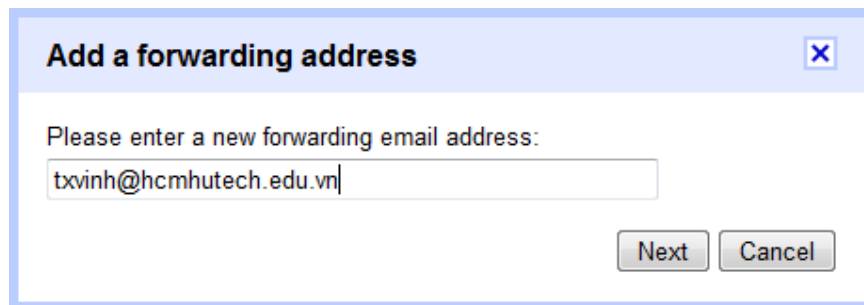 Add a forwarding address
Please enter a new forwarding email address:
txvinh@hcmhutech.edu.vn
Next Cancel